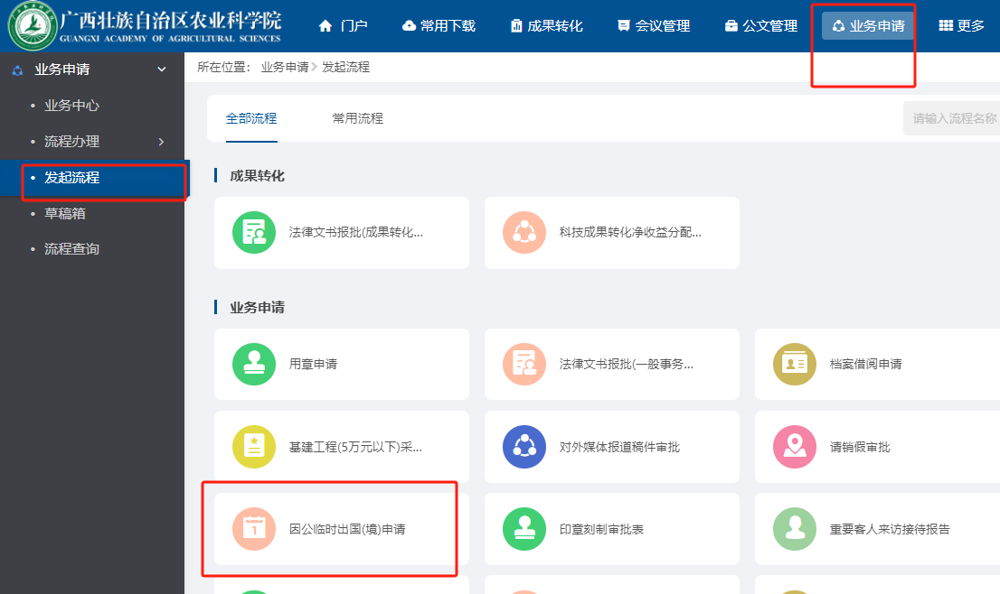 广西壮族自治区农业科学院
GUANGXI ACADEMY OF AGRICULTURAL SCIENCES
门户
常用下载
成果转化
会议管理
公文管理
业务申请
更多
业务申请
业务中心
流程办理
发起流程
草稿箱
流程查询
所在位置： 业务申请 发起流程
全部流程
常用流程
请输入流程名称
成果转化
法律文书报批(成果转化...
科技成果转化净收益分配...
业务申请
用章申请
法律文书报批(一般事务...
档案借阅申请
基建工程(5万元以下)采...
对外媒体报道稿件审批
请销假审批
1
因公临时出国(境)申请
印章刻制审批表
重要客人来访接待报告